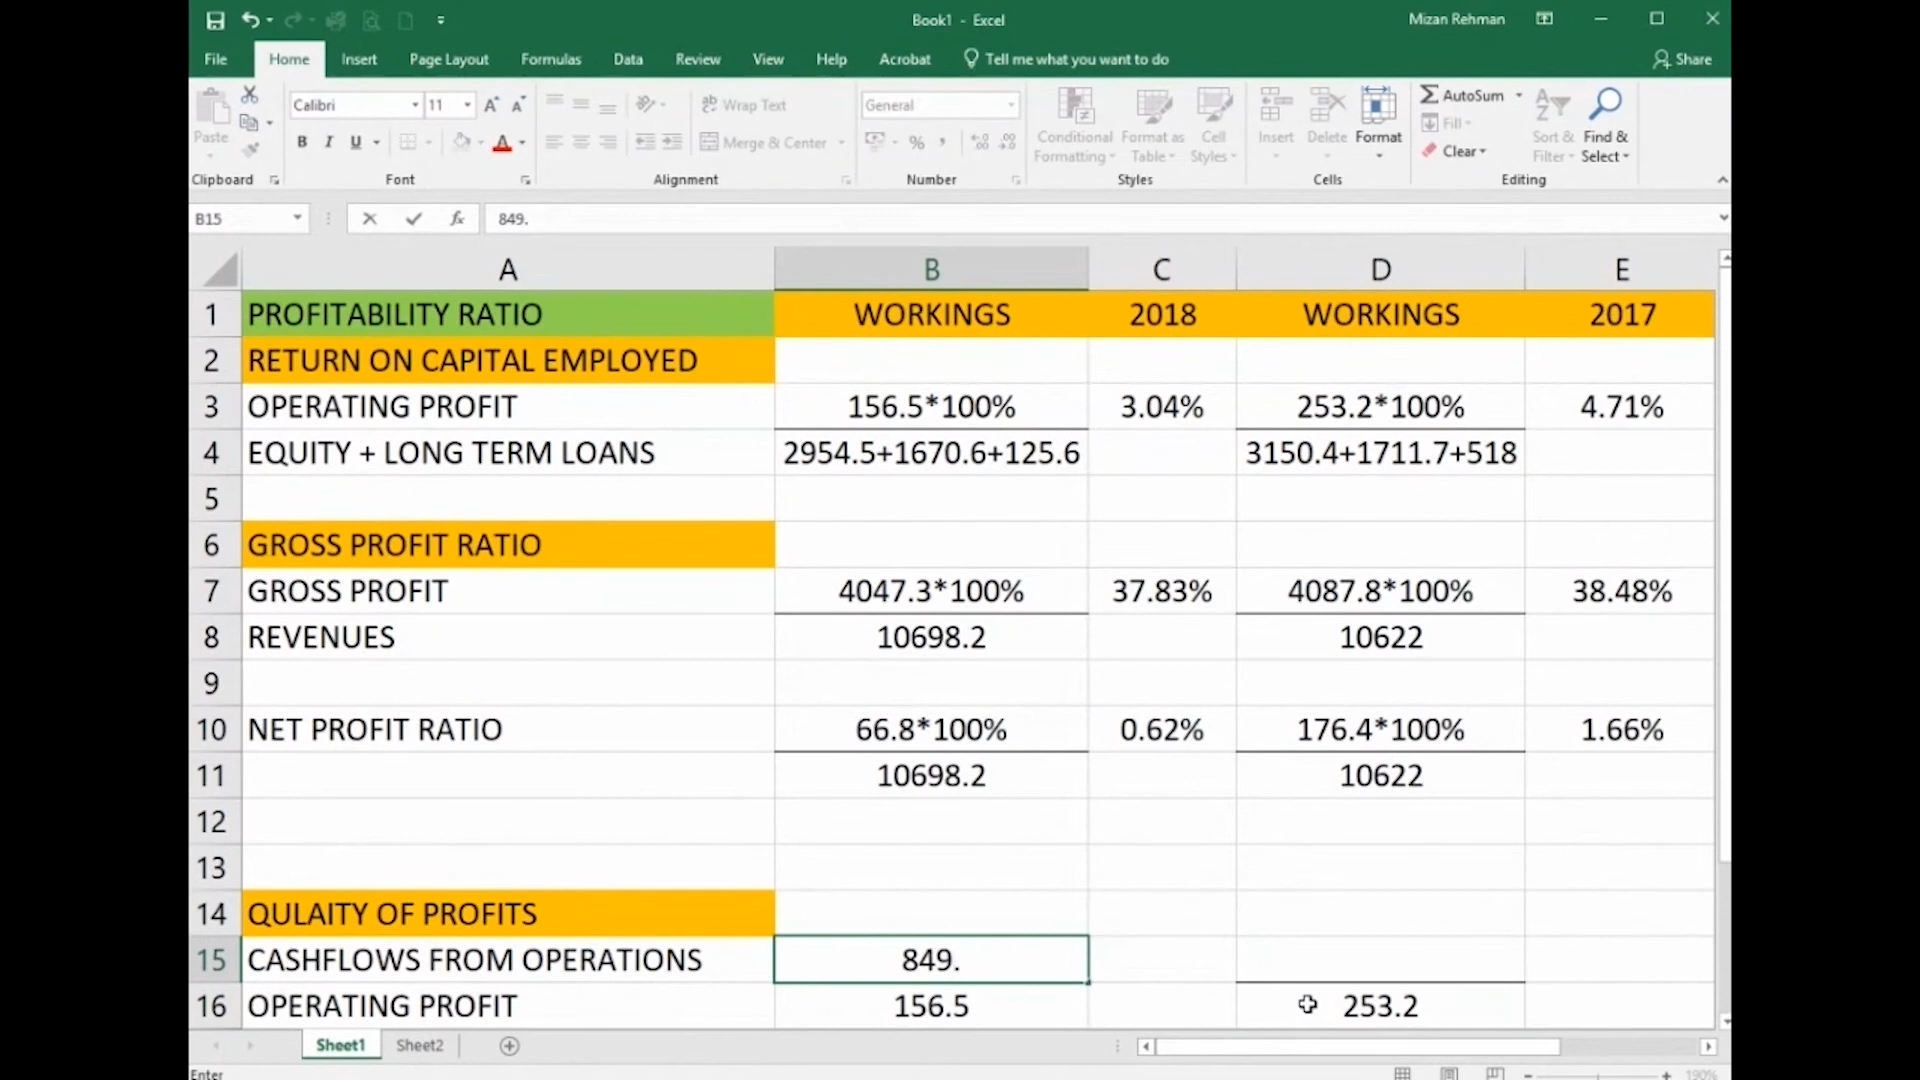 Book1 - Excel
Mizan Rehman
File Home Insert Page Layout Formulas Data Review View Help Acrobat Tell me what you want to do Share
Paste
Calibri 11 A A
B I U A
Wrap Text
Merge & Center
General
% ,
Conditional Formatting
Format as Table
Cell Styles
Insert
Delete
Format
AutoSum
Fill
Clear
Sort & Filter
Find & Select
Clipboard Font Alignment Number Styles Cells Editing
B15 fx 849.
A B C D E
1 PROFITABILITY RATIO WORKINGS 2018 WORKINGS 2017
2 RETURN ON CAPITAL EMPLOYED
3 OPERATING PROFIT 156.5*100% 3.04% 253.2*100% 4.71%
4 EQUITY + LONG TERM LOANS 2954.5+1670.6+125.6 3150.4+1711.7+518
5
6 GROSS PROFIT RATIO
7 GROSS PROFIT 4047.3*100% 37.83% 4087.8*100% 38.48%
8 REVENUES 10698.2 10622
9
10 NET PROFIT RATIO 66.8*100% 0.62% 176.4*100% 1.66%
11 10698.2 10622
12
13
14 QULAITY OF PROFITS
15 CASHFLOWS FROM OPERATIONS 849.
16 OPERATING PROFIT 156.5 253.2
Sheet1 Sheet2
Enter
190%